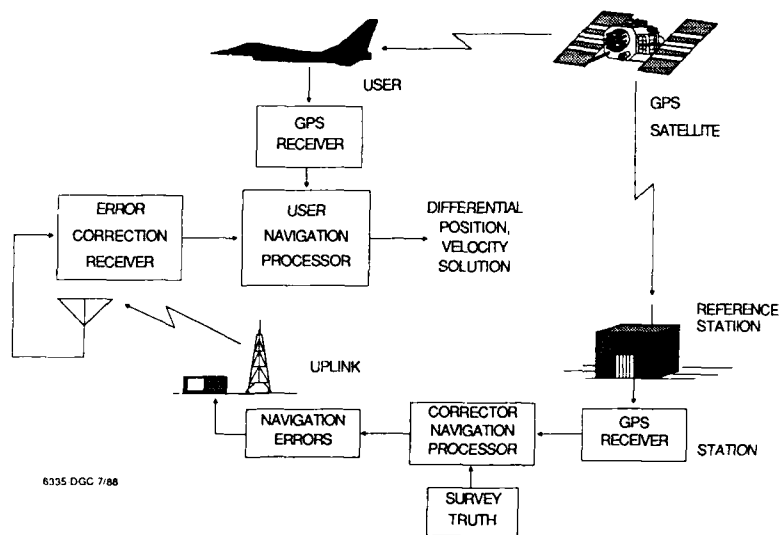 USER
GPS
SATELLITE
GPS
RECEIVER
ERROR
CORRECTION
RECEIVER
USER
NAVIGATION
PROCESSOR
DIFFERENTIAL
POSITION,
VELOCITY
SOLUTION
REFERENCE
STATION
UPLINK
NAVIGATION
ERRORS
CORRECTOR
NAVIGATION
PROCESSOR
GPS
RECEIVER
STATION
SURVEY
TRUTH
6335 DGC 7/88